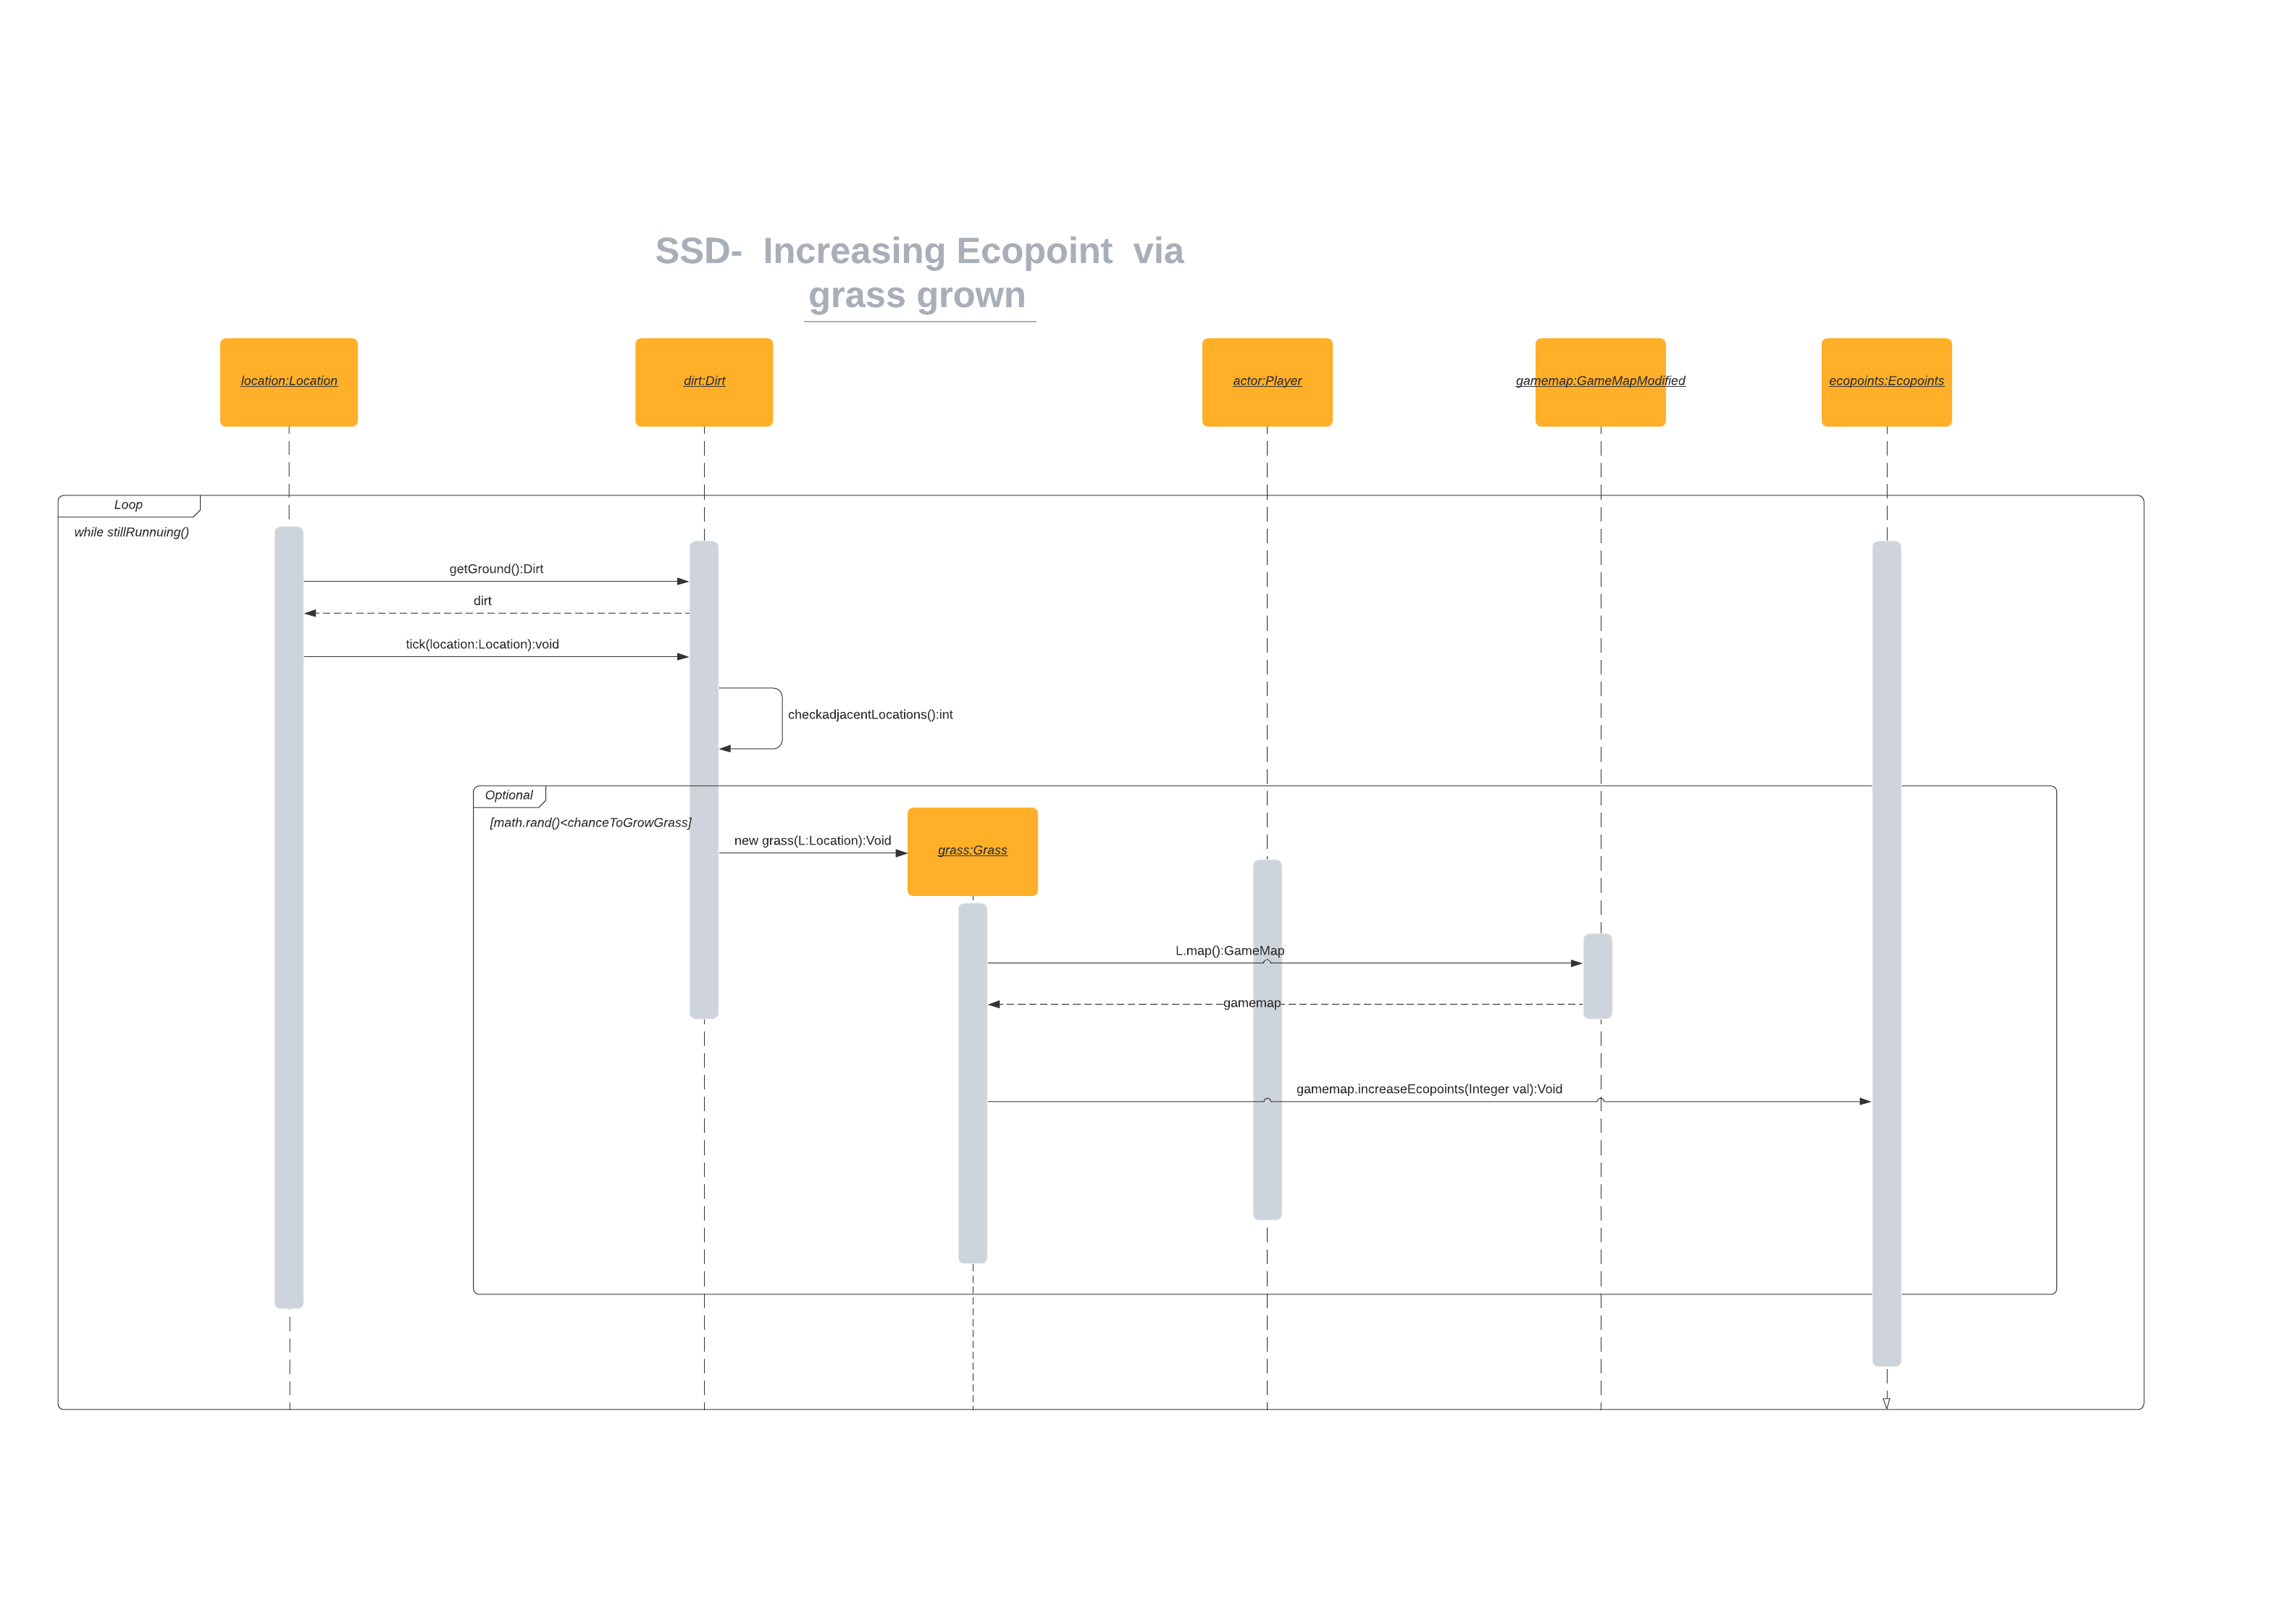 SSD- Increasing Ecopoint via
grass grown
location:Location
dirt:Dirt
actor:Player
gamemap:GameMapModified
ecopoints:Ecopoints
Loop
while stillRunnuing()
getGround():Dirt
dirt
tick(location:Location):void
checkadjacentLocations():int
Optional
[math.rand()<chanceToGrowGrass]
new grass(L:Location):Void
grass:Grass
L.map():GameMap
gamemap
gamemap.increaseEcopoints(Integer val):Void